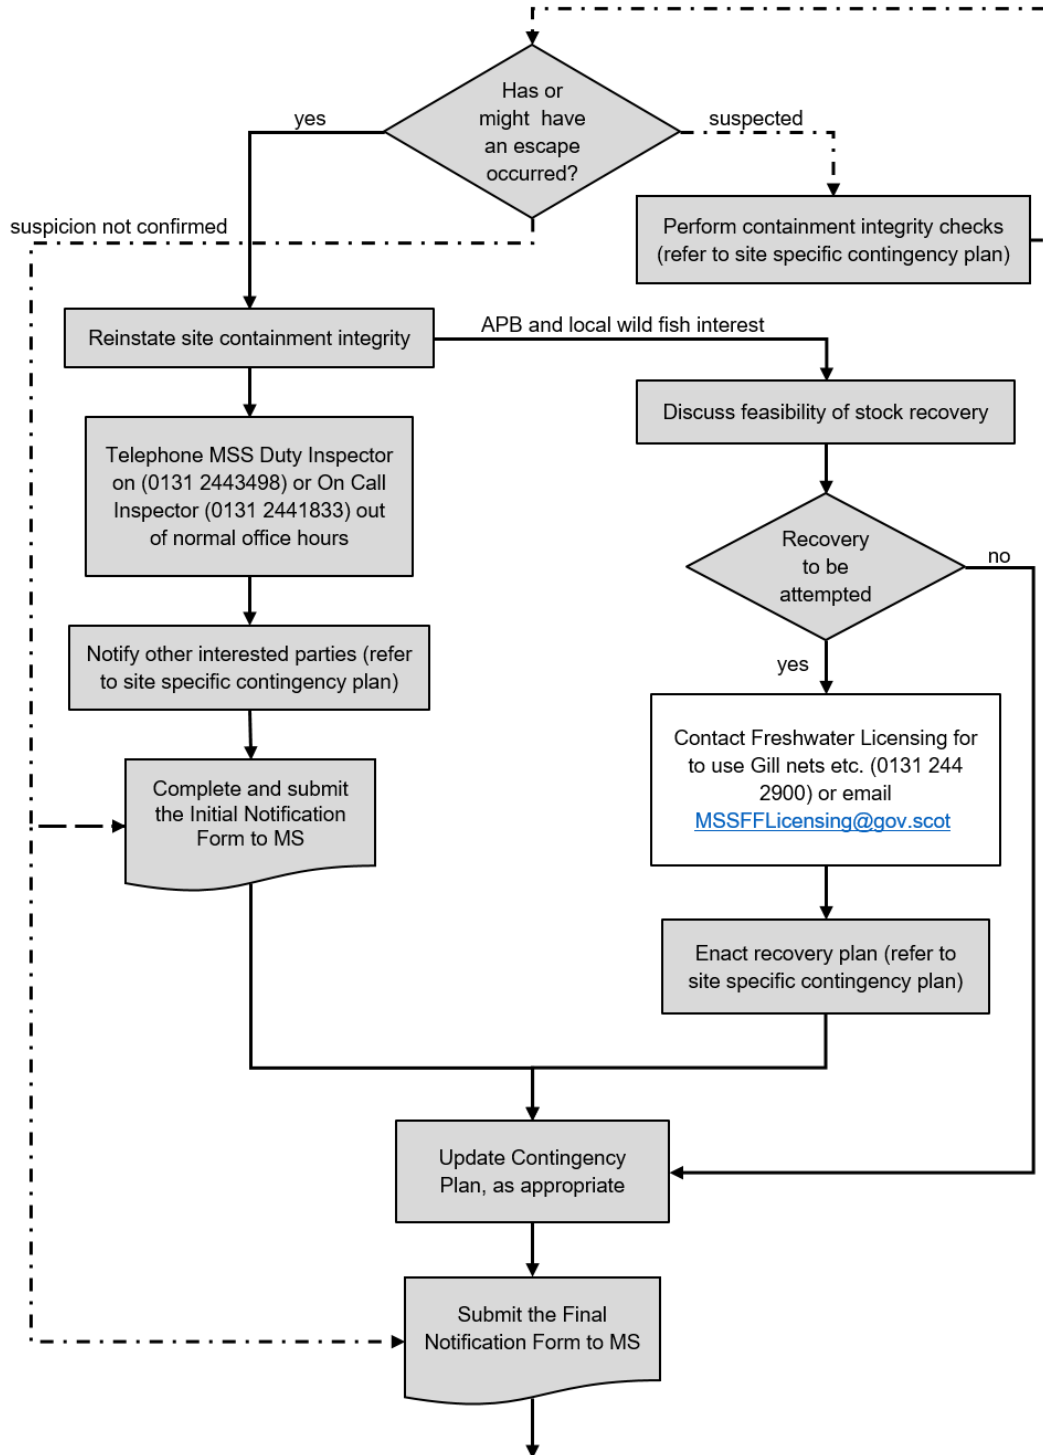 Has or
might have
an escape
occurred?
yes
suspected
suspicion not confirmed
Perform containment integrity checks
(refer to site specific contingency plan)
Reinstate site containment integrity
APB and local wild fish interest
Discuss feasibility of stock recovery
Telephone MSS Duty Inspector
on (0131 2443498) or On Call
Inspector (0131 2441833) out
of normal office hours
Recovery
to be
attempted
no
yes
Notify other interested parties (refer
to site specific contingency plan)
Contact Freshwater Licensing for
to use Gill nets etc. (0131 244
2900) or email
MSSFFLicensing@gov.scot
Complete and submit
the Initial Notification
Form to MS
Enact recovery plan (refer to
site specific contingency plan)
Update Contingency
Plan, as appropriate
Submit the Final
Notification Form to MS